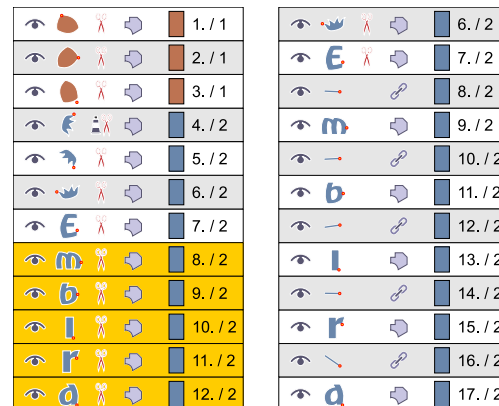 1. / 1
2. / 1
3. / 1
4. / 2
5. / 2
6. / 2
E 7. / 2
m 8. / 2
b 9. / 2
ı 10. / 2
r 11. / 2
12. / 2
6. / 2
E 7. / 2
8. / 2
m 9. / 2
10. / 2
b 11. / 2
12. / 2
ı 13. / 2
14. / 2
r 15. / 2
16. / 2
17. / 2